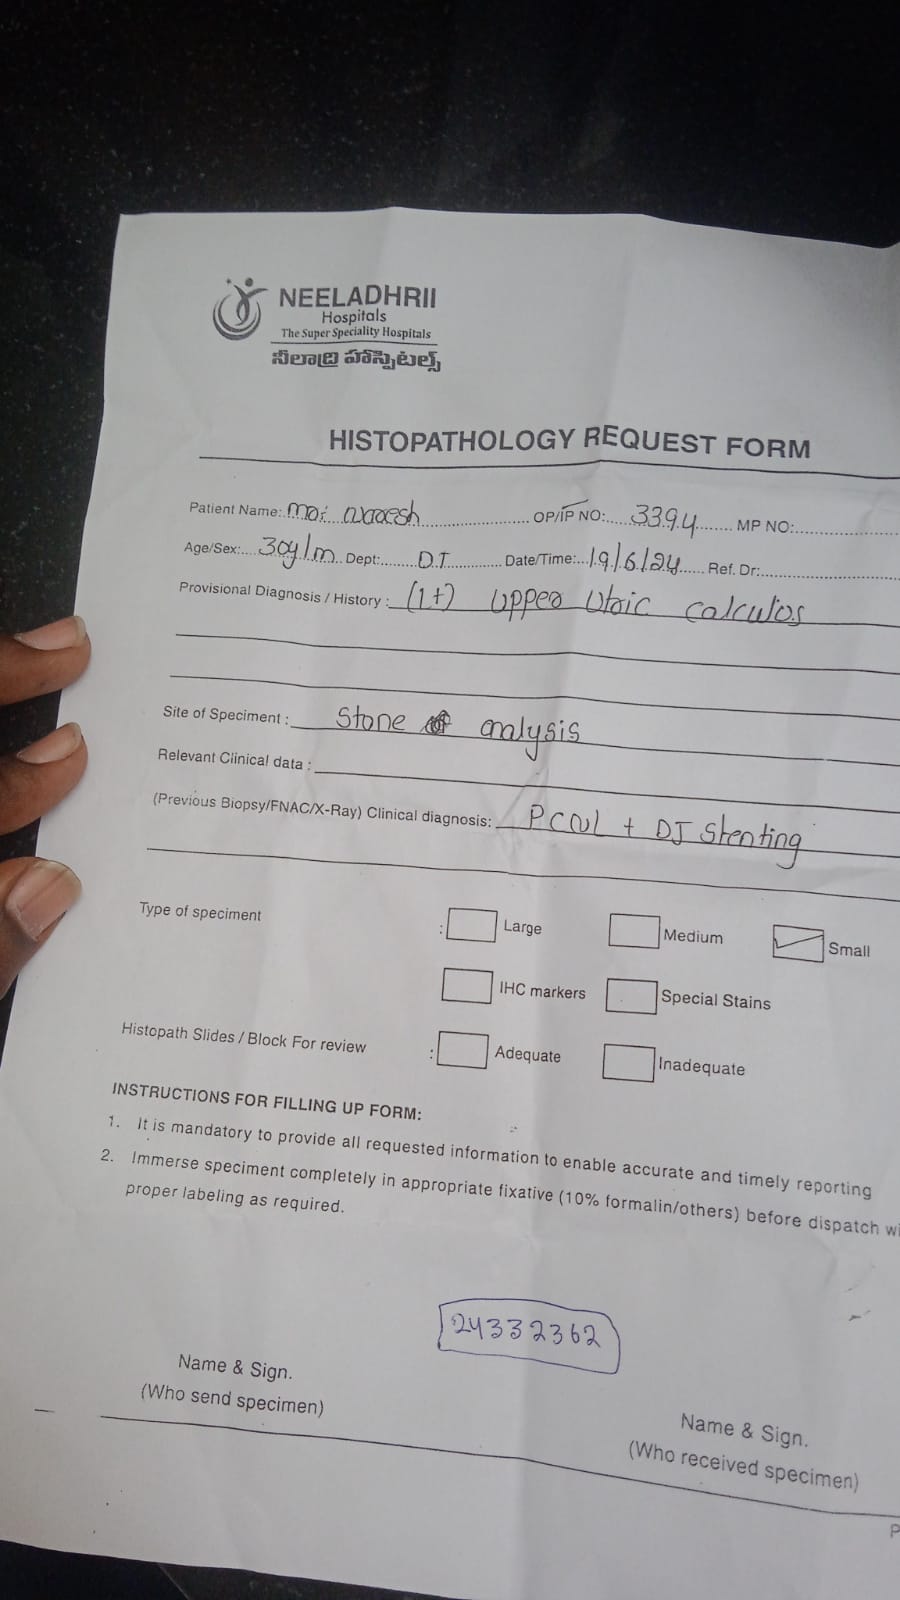 NEELADHRII
Hospitals
The Super Speciality Hospitals
నీలాద్రి హాస్పిటల్స్
HISTOPATHOLOGY REQUEST FORM
Patient Name: OP/IP NO: 3394 MP NO:
Age/Sex: 30y/m Dept: Date/Time: 19/6/24 Ref. Dr:
Provisional Diagnosis / History : Upper calculos
Site of Speciment : Stone analysis
Relevant Clinical data :
(Previous Biopsy/FNAC/X-Ray) Clinical diagnosis: PCNL + DJ Stenting
Type of speciment : Large Medium Small
IHC markers Special Stains
Histopath Slides / Block For review : Adequate Inadequate
INSTRUCTIONS FOR FILLING UP FORM:
1. It is mandatory to provide all requested information to enable accurate and timely reporting
2. Immerse speciment completely in appropriate fixative (10% formalin/others) before dispatch
proper labeling as required.
24332362
Name & Sign.
(Who send specimen)
Name & Sign.
(Who received specimen)